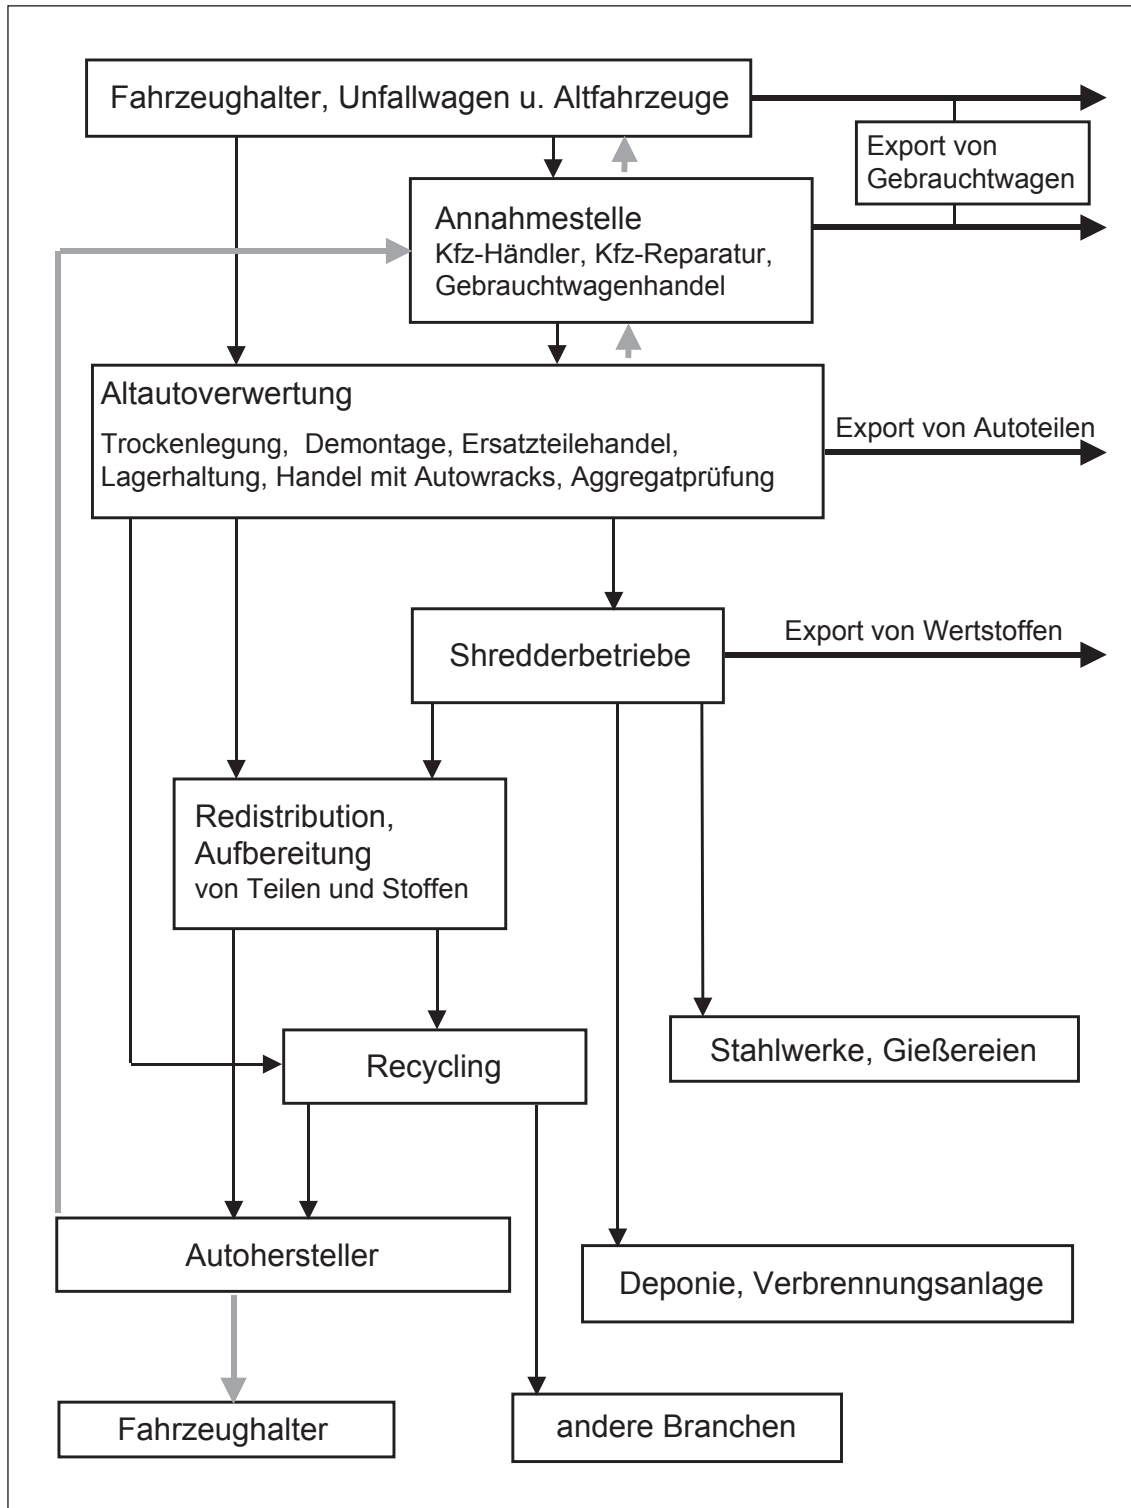 Fahrzeughalter, Unfallwagen u. Altfahrzeuge
Export von
Gebrauchtwagen
Annahmestelle
Kfz-Händler, Kfz-Reparatur,
Gebrauchtwagenhandel
Altautoverwertung
Trockenlegung, Demontage, Ersatzteilehandel,
Lagerhaltung, Handel mit Autowracks, Aggregatprüfung
Export von Autoteilen
Shredderbetriebe
Export von Wertstoffen
Redistribution,
Aufbereitung
von Teilen und Stoffen
Recycling
Stahlwerke, Gießereien
Autohersteller
Deponie, Verbrennungsanlage
Fahrzeughalter
andere Branchen